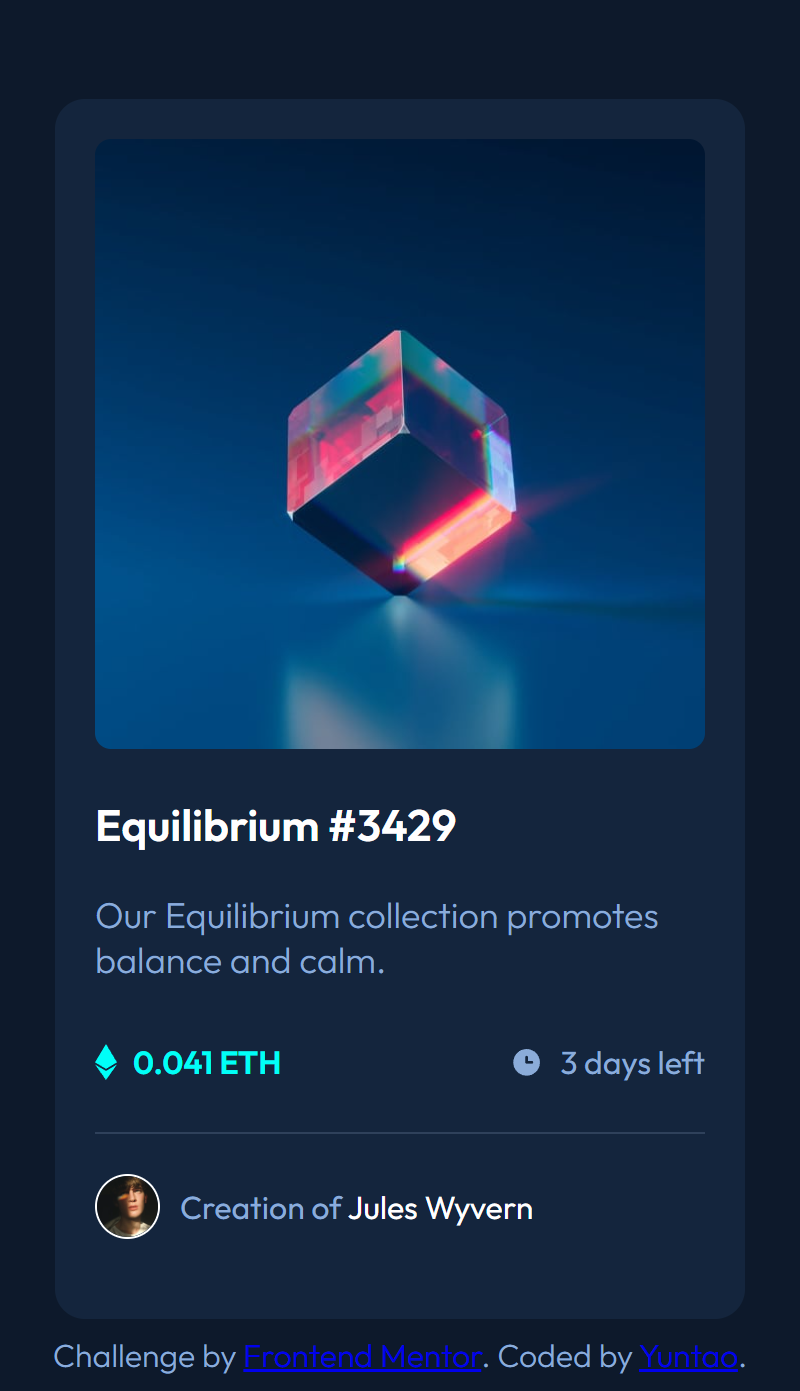 Equilibrium #3429
Our Equilibrium collection promotes
balance and calm.
0.041 ETH
3 days left
Creation of Jules Wyvern
Challenge by Frontend Mentor. Coded by Yuntao.